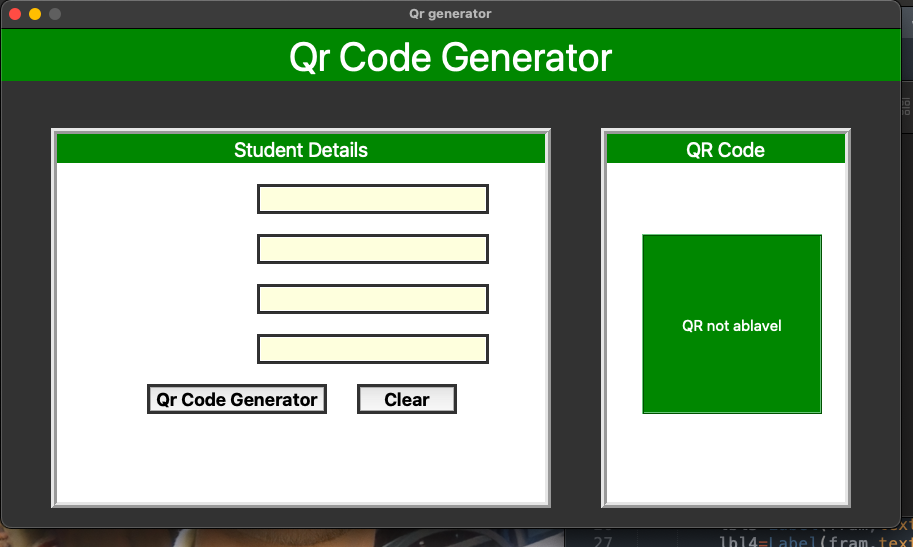 Qr generator
Qr Code Generator
Student Details
QR Code
QR not ablavel
Qr Code Generator
Clear
27
lbl4=Label(fram,text